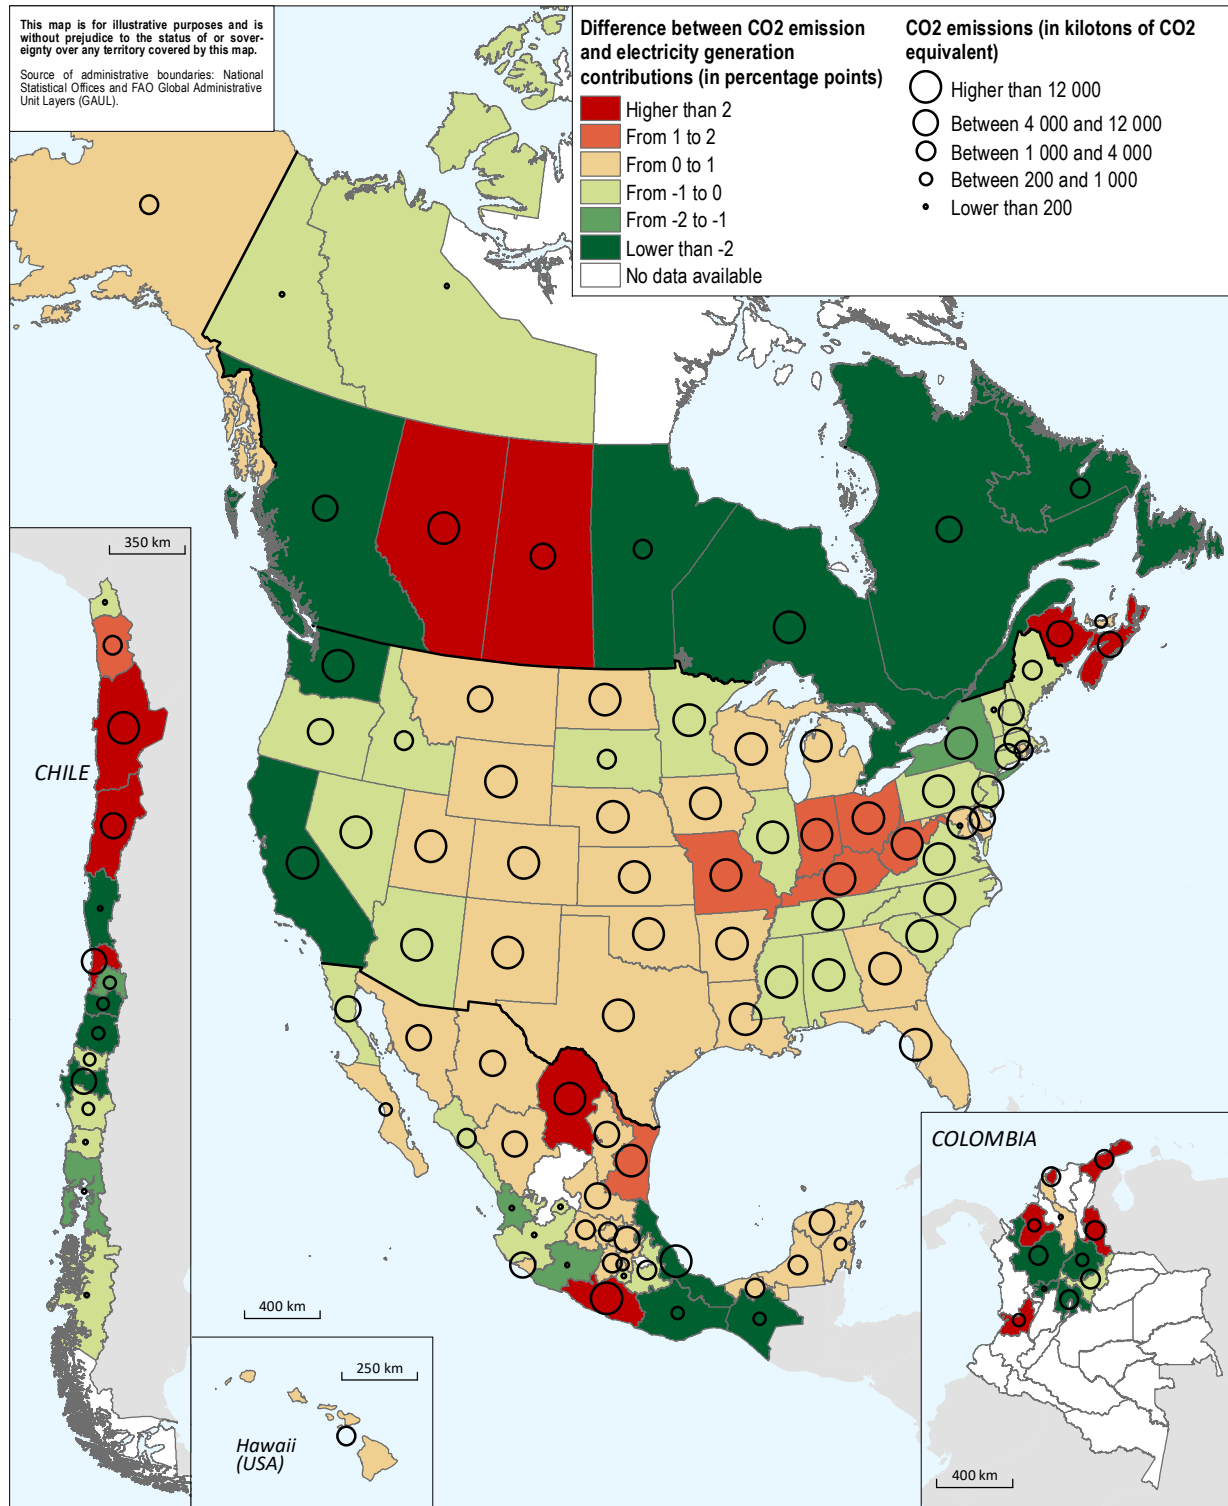 This map is for illustrative purposes and is
without prejudice to the status of or sover-
eignty over any territory covered by this map.
Source of administrative boundaries: National
Statistical Offices and FAO Global Administrative
Unit Layers (GAUL).
Difference between CO2 emission
and electricity generation
contributions (in percentage points)
Higher than 2
From 1 to 2
From 0 to 1
From -1 to 0
From -2 to -1
Lower than -2
No data available
CO2 emissions (in kilotons of CO2
equivalent)
Higher than 12 000
Between 4 000 and 12 000
Between 1 000 and 4 000
Between 200 and 1 000
Lower than 200
350 km
CHILE
400 km
250 km
Hawaii
(USA)
COLOMBIA
400 km